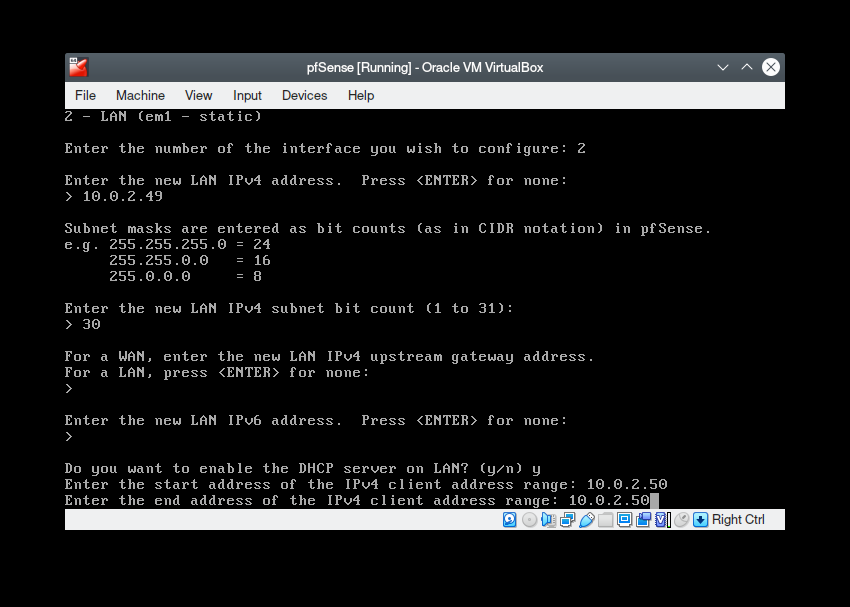 pfSense [Running] - Oracle VM VirtualBox
File Machine View Input Devices Help
2 - LAN (em1 - static)
Enter the number of the interface you wish to configure: 2
Enter the new LAN IPv4 address.  Press <ENTER> for none:
> 10.0.2.49
Subnet masks are entered as bit counts (as in CIDR notation) in pfSense.
e.g. 255.255.255.0 = 24
     255.255.0.0   = 16
     255.0.0.0     = 8
Enter the new LAN IPv4 subnet bit count (1 to 31):
> 30
For a WAN, enter the new LAN IPv4 upstream gateway address.
For a LAN, press <ENTER> for none:
>
Enter the new LAN IPv6 address.  Press <ENTER> for none:
>
Do you want to enable the DHCP server on LAN? (y/n) y
Enter the start address of the IPv4 client address range: 10.0.2.50
Enter the end address of the IPv4 client address range: 10.0.2.50
Right Ctrl